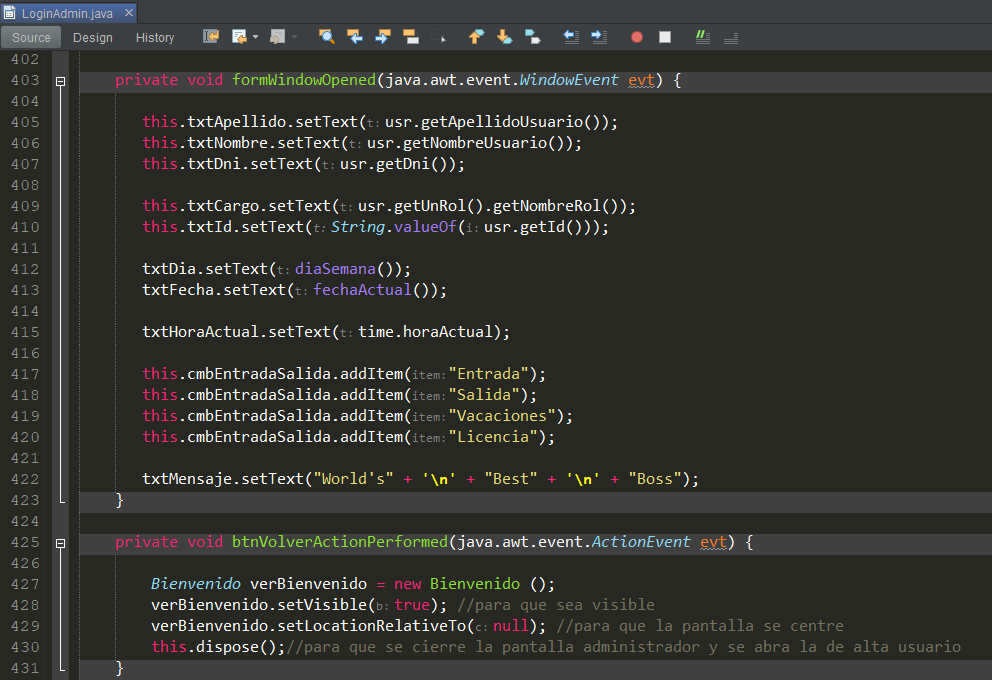 LoginAdmin.java
Source Design History
402
403 private void formWindowOpened(java.awt.event.WindowEvent evt) {
404
405 this.txtApellido.setText(t: usr.getApellidoUsuario());
406 this.txtNombre.setText(t: usr.getNombreUsuario());
407 this.txtDni.setText(t: usr.getDni());
408
409 this.txtCargo.setText(t: usr.getUnRol().getNombreRol());
410 this.txtId.setText(t: String.valueOf(i: usr.getId()));
411
412 txtDia.setText(t: diaSemana());
413 txtFecha.setText(t: fechaActual());
414
415 txtHoraActual.setText(t: time.horaActual);
416
417 this.cmbEntradaSalida.addItem(item: "Entrada");
418 this.cmbEntradaSalida.addItem(item: "Salida");
419 this.cmbEntradaSalida.addItem(item: "Vacaciones");
420 this.cmbEntradaSalida.addItem(item: "Licencia");
421
422 txtMensaje.setText("World's" + '\n' + "Best" + '\n' + "Boss");
423 }
424
425 private void btnVolverActionPerformed(java.awt.event.ActionEvent evt) {
426
427 Bienvenido verBienvenido = new Bienvenido ();
428 verBienvenido.setVisible(b: true); //para que sea visible
429 verBienvenido.setLocationRelativeTo(c: null); //para que la pantalla se centre
430 this.dispose();//para que se cierre la pantalla administrador y se abra la de alta usuario
431 }